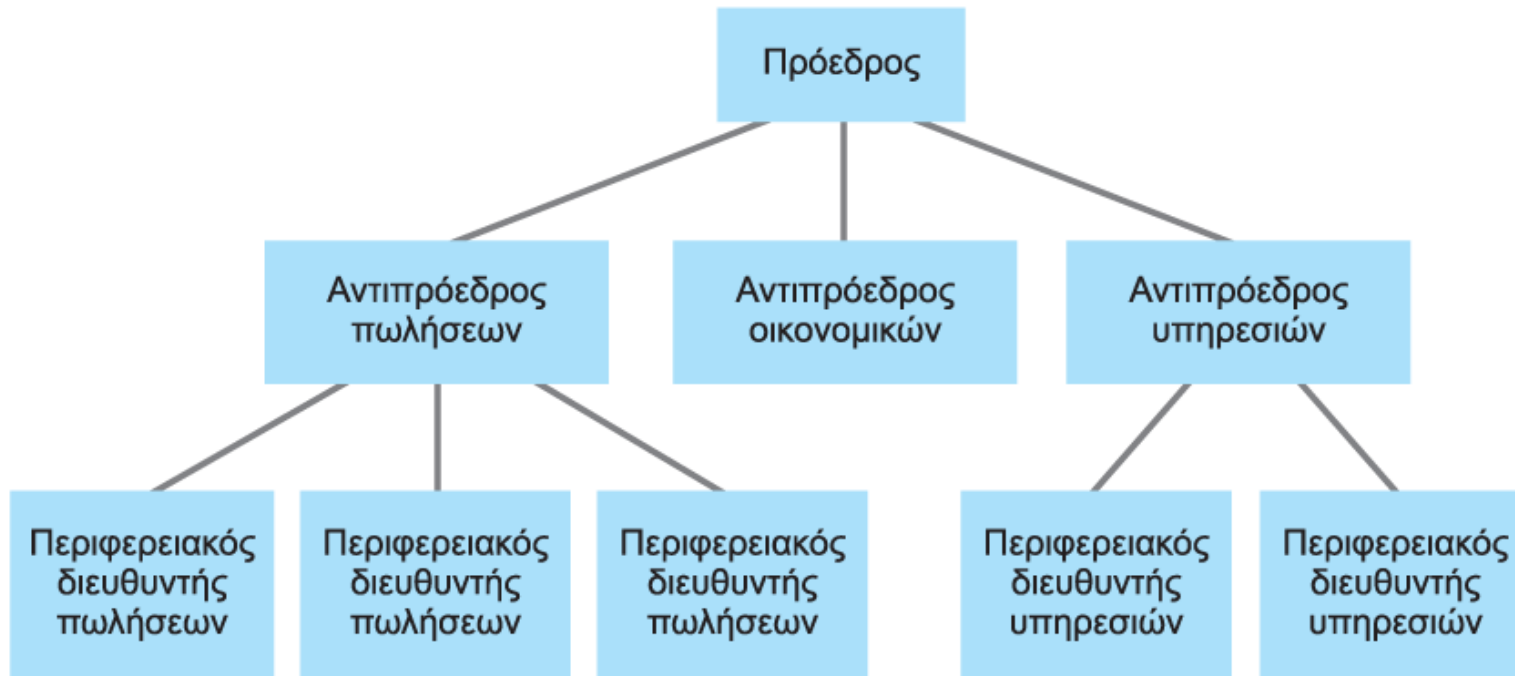 Πρόεδρος
Αντιπρόεδρος
πωλήσεων
Αντιπρόεδρος
οικονομικών
Αντιπρόεδρος
υπηρεσιών
Περιφερειακός
διευθυντής
πωλήσεων
Περιφερειακός
διευθυντής
πωλήσεων
Περιφερειακός
διευθυντής
πωλήσεων
Περιφερειακός
διευθυντής
υπηρεσιών
Περιφερειακός
διευθυντής
υπηρεσιών